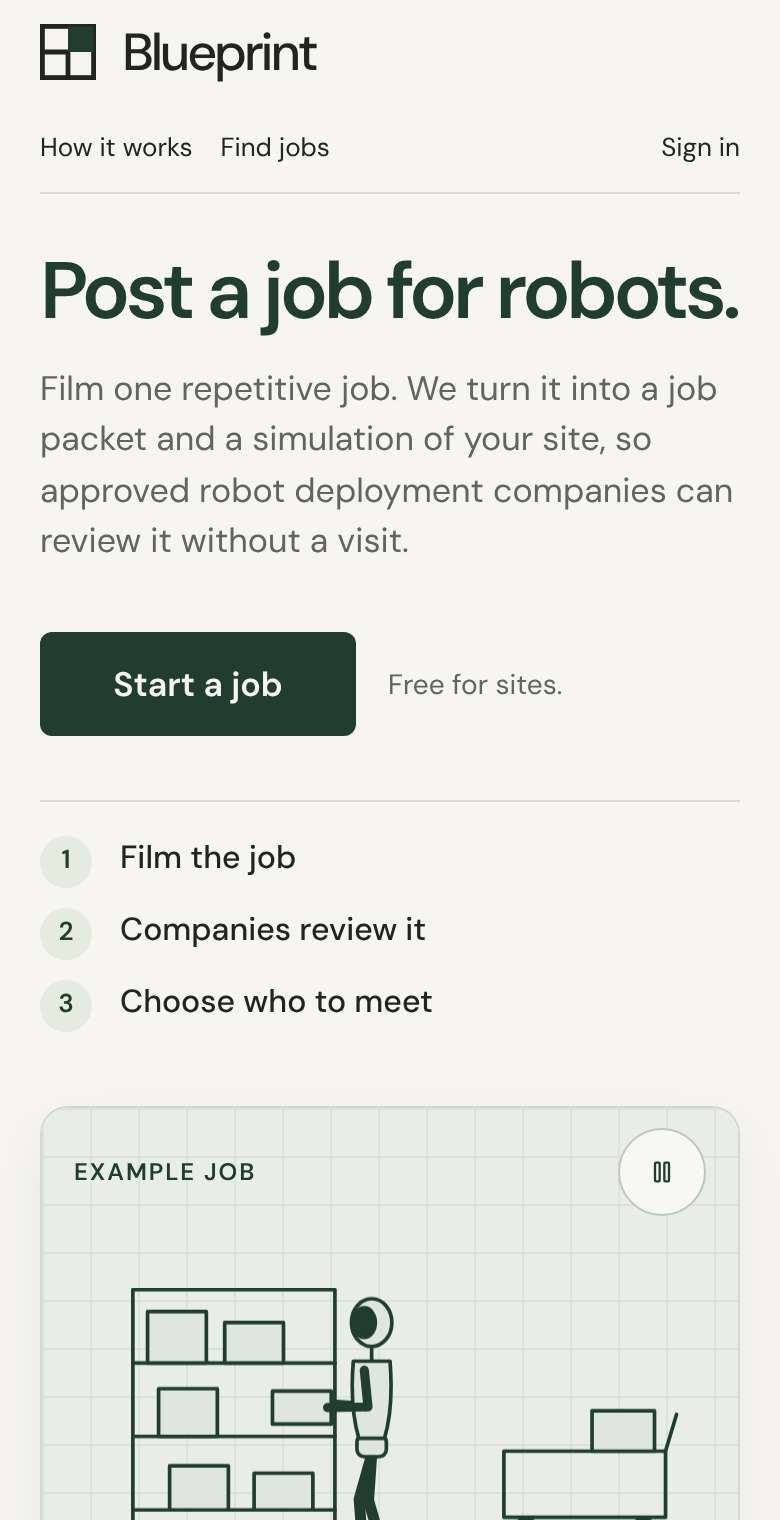 Blueprint
How it works Find jobs Sign in
Post a job for robots.
Film one repetitive job. We turn it into a job
packet and a simulation of your site, so
approved robot deployment companies can
review it without a visit.
Start a job Free for sites.
1 Film the job
2 Companies review it
3 Choose who to meet
EXAMPLE JOB